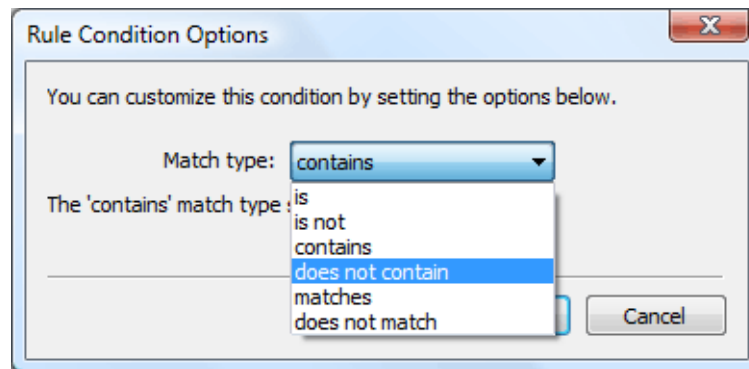 Rule Condition Options
You can customize this condition by setting the options below.
Match type: contains
The 'contains' match type
is
is not
contains
does not contain
matches
does not match
Cancel